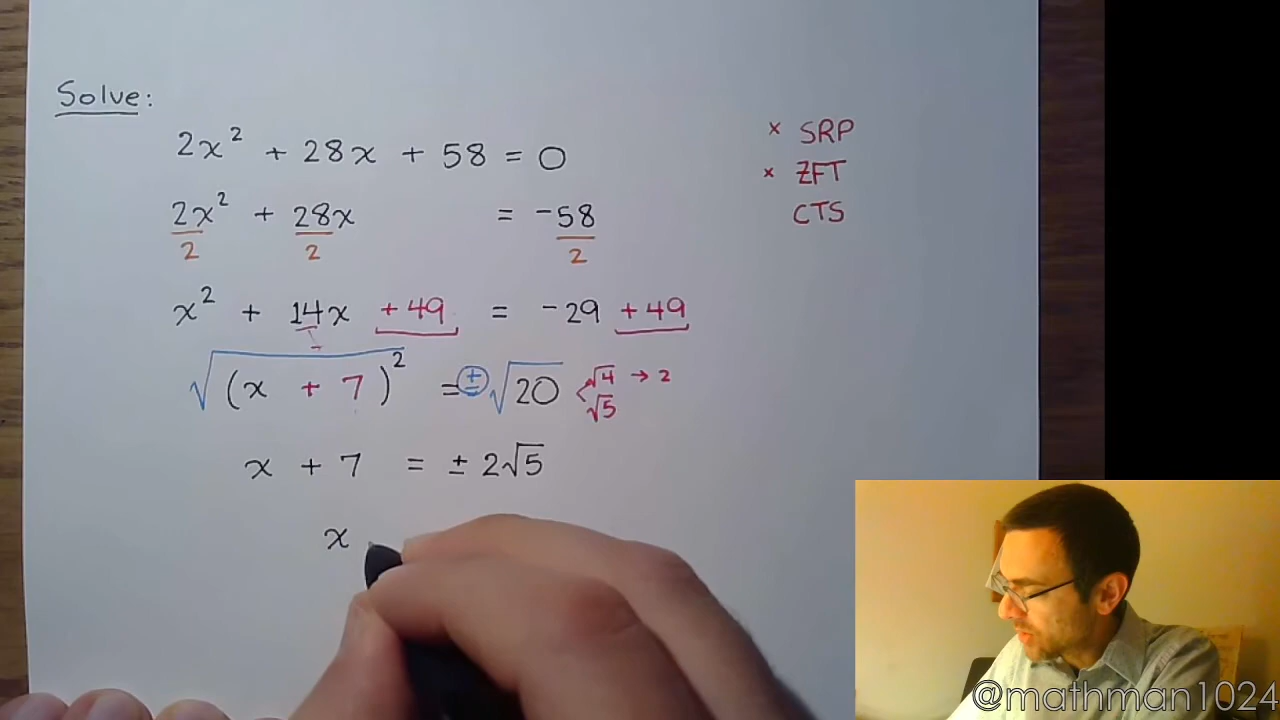 Solve:
2x² + 28x + 58 = 0
2x²/2 + 28x/2 = -58/2
x² + 14x + 49 = -29 + 49
√(x + 7)² = ± √20 < √4 → 2
√5
x + 7 = ± 2√5
x
× SRP
× ZFT
CTS
@mathman1024